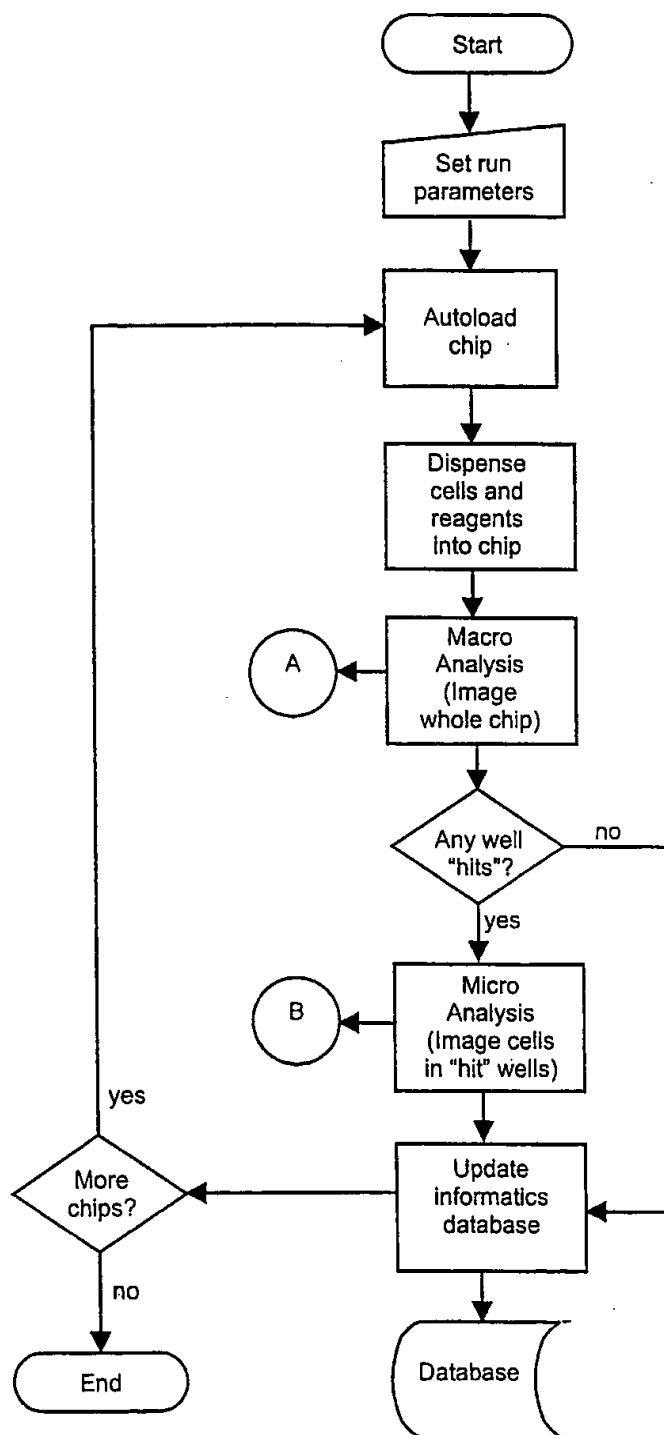 Start
Set run
parameters
Autoload
chip
Dispense
cells and
reagents
into chip
Macro
Analysis
(Image
whole chip)
A
Any well
"hits"?
no
yes
Micro
Analysis
(Image cells
in "hit" wells)
B
yes
More
chips?
Update
informatics
database
no
End
Database